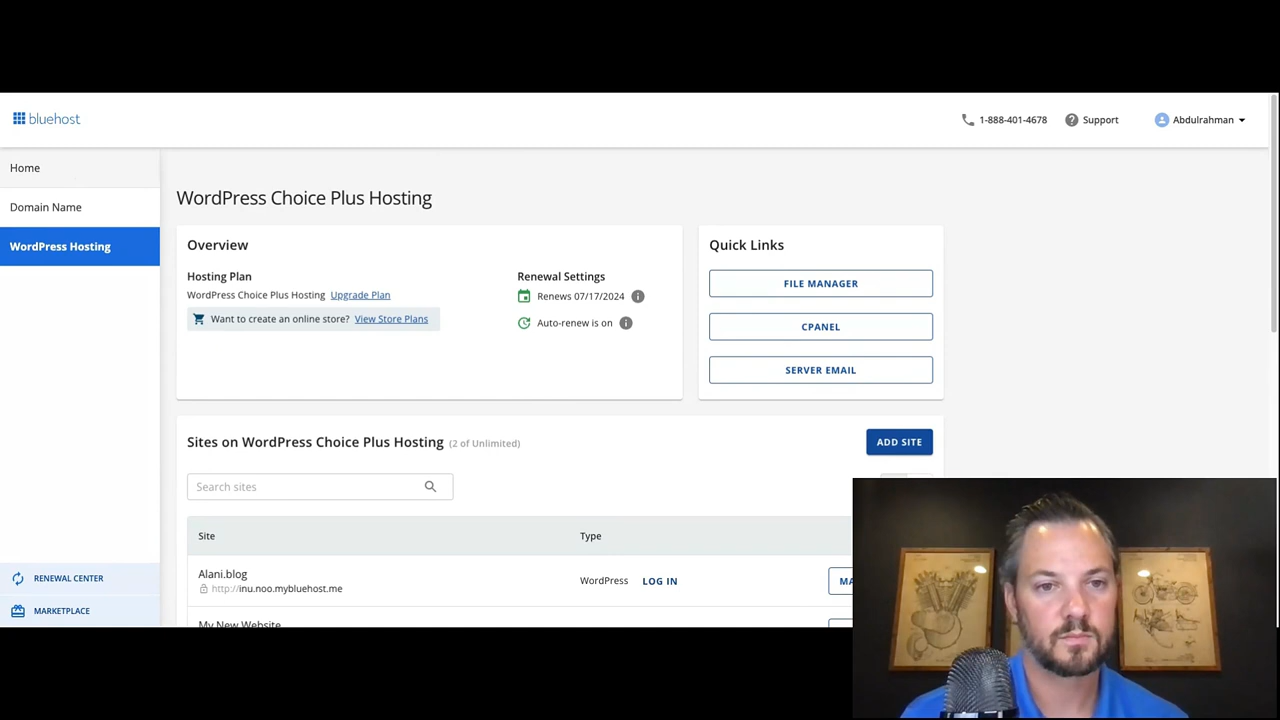 bluehost
1-888-401-4678
Support
Abdulrahman
Home
Domain Name
WordPress Hosting
WordPress Choice Plus Hosting
Overview
Hosting Plan
WordPress Choice Plus Hosting Upgrade Plan
Want to create an online store? View Store Plans
Renewal Settings
Renews 07/17/2024
Auto-renew is on
Quick Links
FILE MANAGER
CPANEL
SERVER EMAIL
Sites on WordPress Choice Plus Hosting (2 of Unlimited)
ADD SITE
Search sites
Site Type
Alani.blog
http://inu.noo.mybluehost.me
WordPress LOG IN
MA
My New Website
RENEWAL CENTER
MARKETPLACE